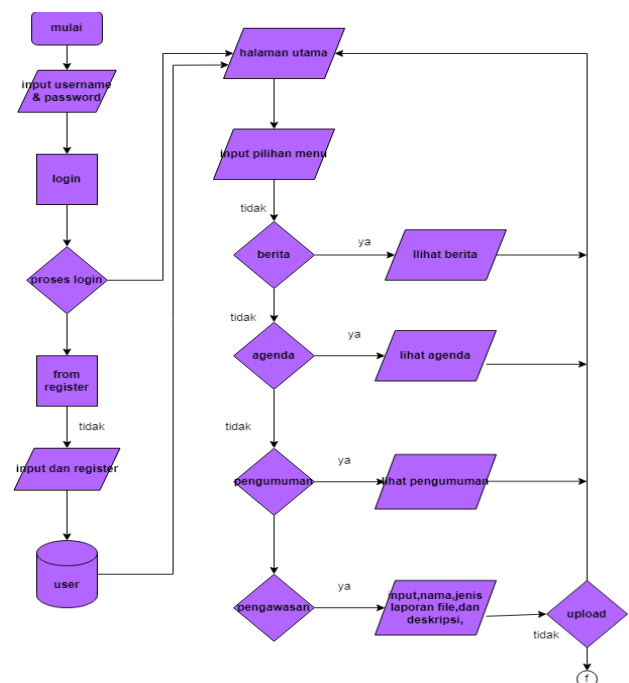 mulai
input username
& password
login
proses login
from
register
tidak
input dan register
user
halaman utama
input pilihan menu
tidak
berita
ya
Llihat berita
tidak
agenda
ya
lihat agenda
tidak
pengumuman
ya
lihat pengumuman
pengawasan
ya
input,nama,jenis
laporan file,dan
deskripsi,
upload
tidak
f